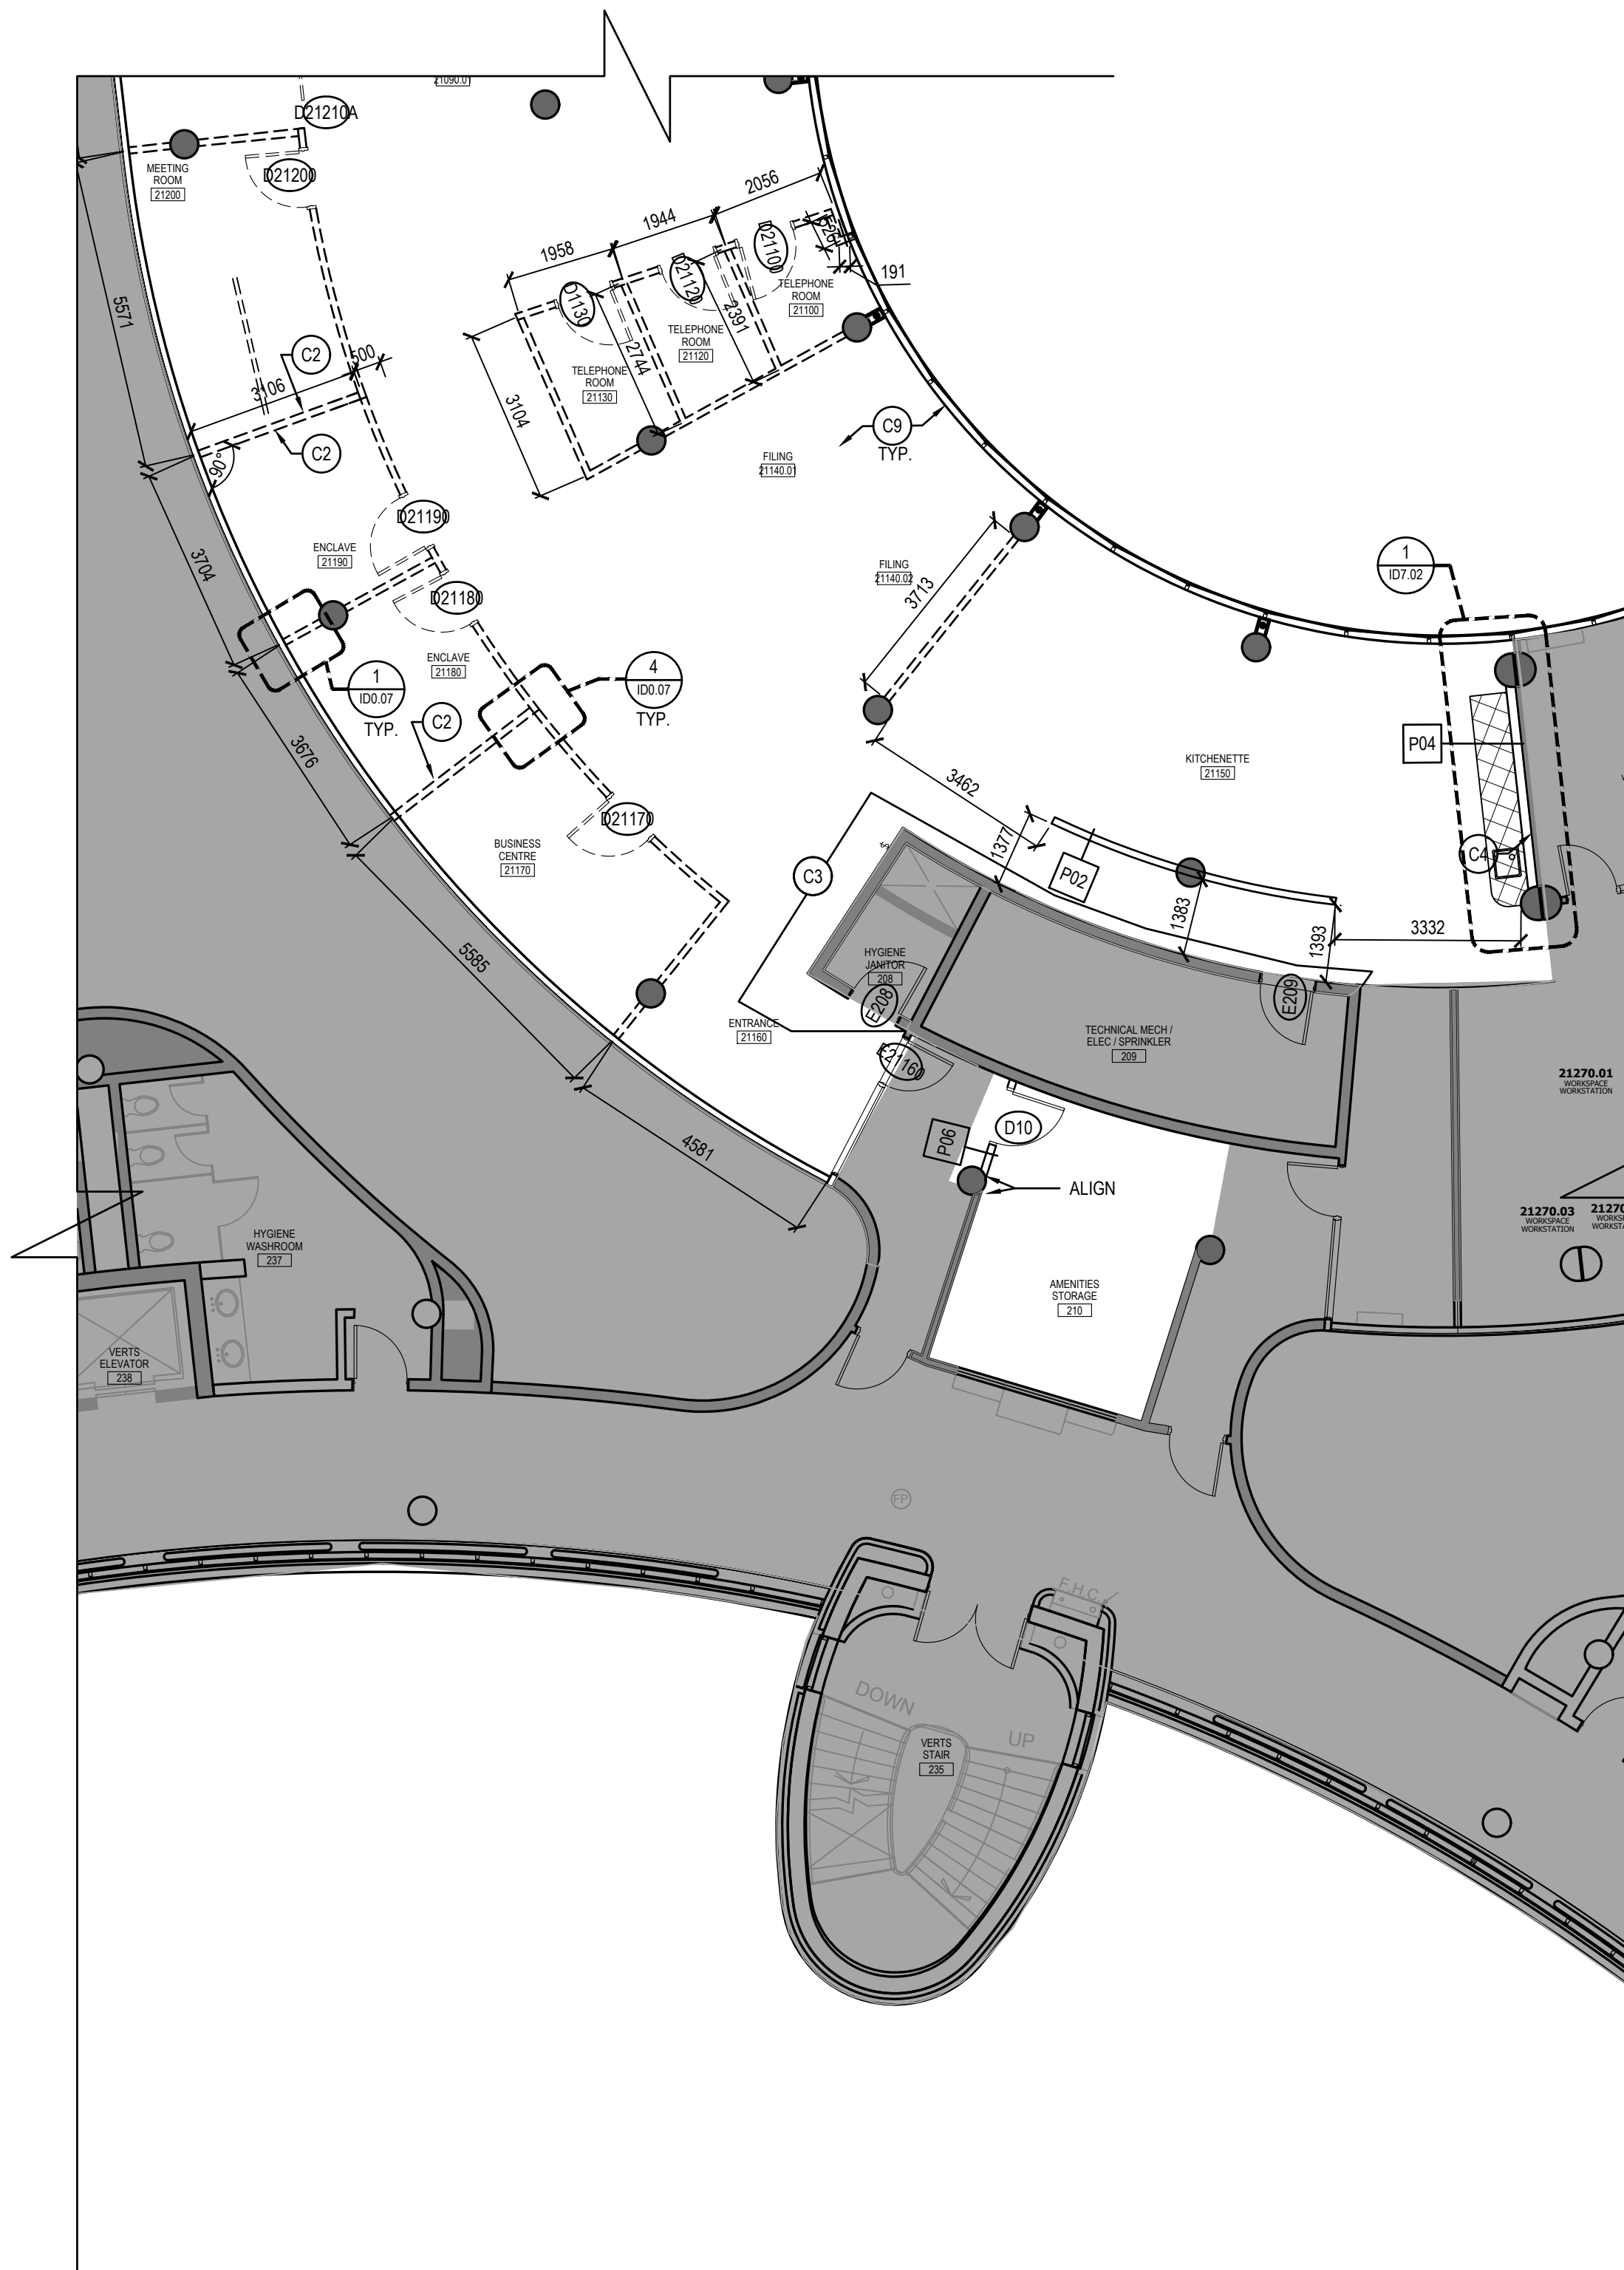 21090.01
D21210A
MEETING
ROOM
21200
D21200
2056
1944
1958
D21100
526
191
TELEPHONE
ROOM
21100
D21120
2391
TELEPHONE
ROOM
21120
D1130
2744
TELEPHONE
ROOM
21130
3104
5571
C2
500
3106
C2
90°
C9
TYP.
FILING
21140.01
D21190
ENCLAVE
21190
3704
D21180
FILING
21140.02
3713
1
ID7.02
ENCLAVE
21180
1
ID0.07
TYP.
4
ID0.07
TYP.
C2
3676
P04
KITCHENETTE
21150
3462
D21170
BUSINESS
CENTRE
21170
1377
P02
C3
C4
1383
1393
3332
5585
HYGIENE
JANITOR
208
E208
E209
ENTRANCE
21160
E21160
TECHNICAL MECH /
ELEC / SPRINKLER
209
21270.01
WORKSPACE
WORKSTATION
D10
P06
4581
ALIGN
21270.03
WORKSPACE
WORKSTATION
HYGIENE
WASHROOM
237
AMENITIES
STORAGE
210
VERTS
ELEVATOR
238
FP
F.H.C.
DOWN
UP
VERTS
STAIR
235